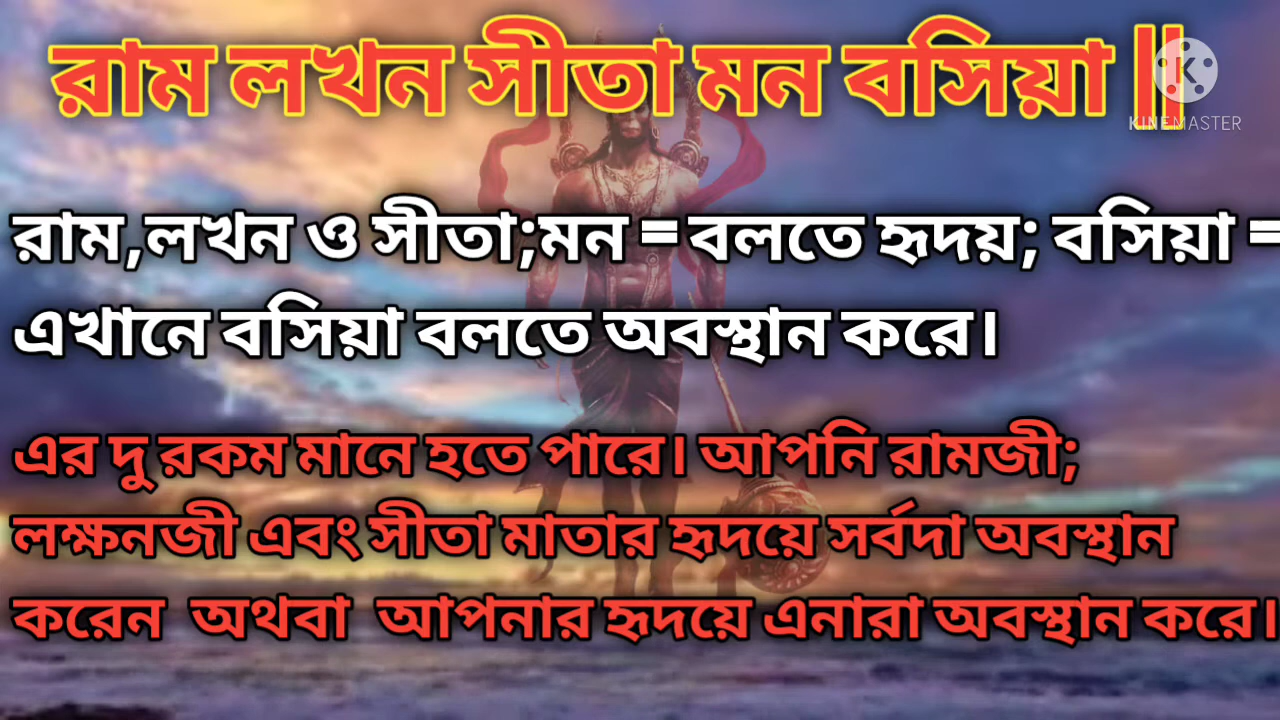 রাম লখন সীতা মন বসিয়া ||
KINEMASTER
রাম,লখন ও সীতা;মন = বলতে হৃদয়; বসিয়া =
এখানে বসিয়া বলতে অবস্থান করে।
এর দু রকম মানে হতে পারে। আপনি রামজী;
লক্ষনজী এবং সীতা মাতার হৃদয়ে সর্বদা অবস্থান
করেন অথবা আপনার হৃদয়ে এনারা অবস্থান করে।